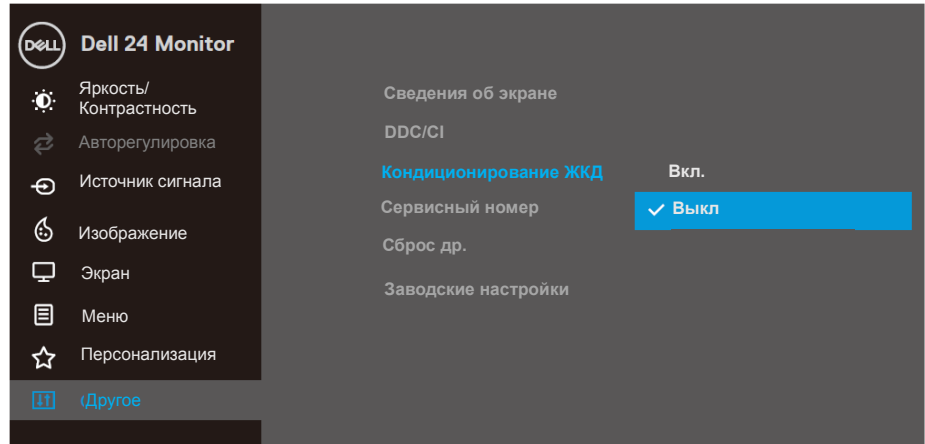 DELL
Dell 24 Monitor
Яркость/
Контрастность
Авторегулировка
Источник сигнала
Изображение
Экран
Меню
Персонализация
(Другое
Сведения об экране
DDC/CI
Кондиционирование ЖКД
Сервисный номер
Сброс др.
Заводские настройки
Вкл.
Выкл